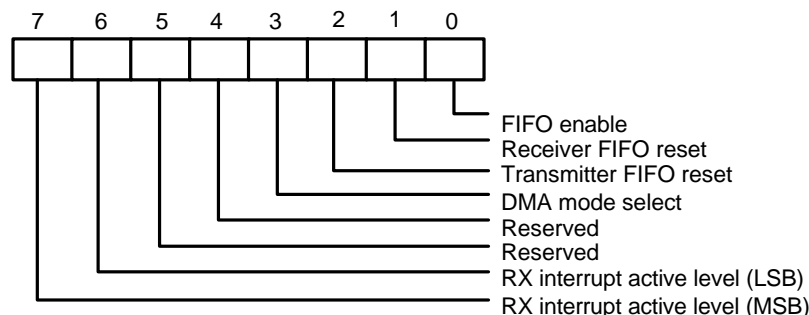 7 6 5 4 3 2 1 0
FIFO enable
Receiver FIFO reset
Transmitter FIFO reset
DMA mode select
Reserved
Reserved
RX interrupt active level (LSB)
RX interrupt active level (MSB)